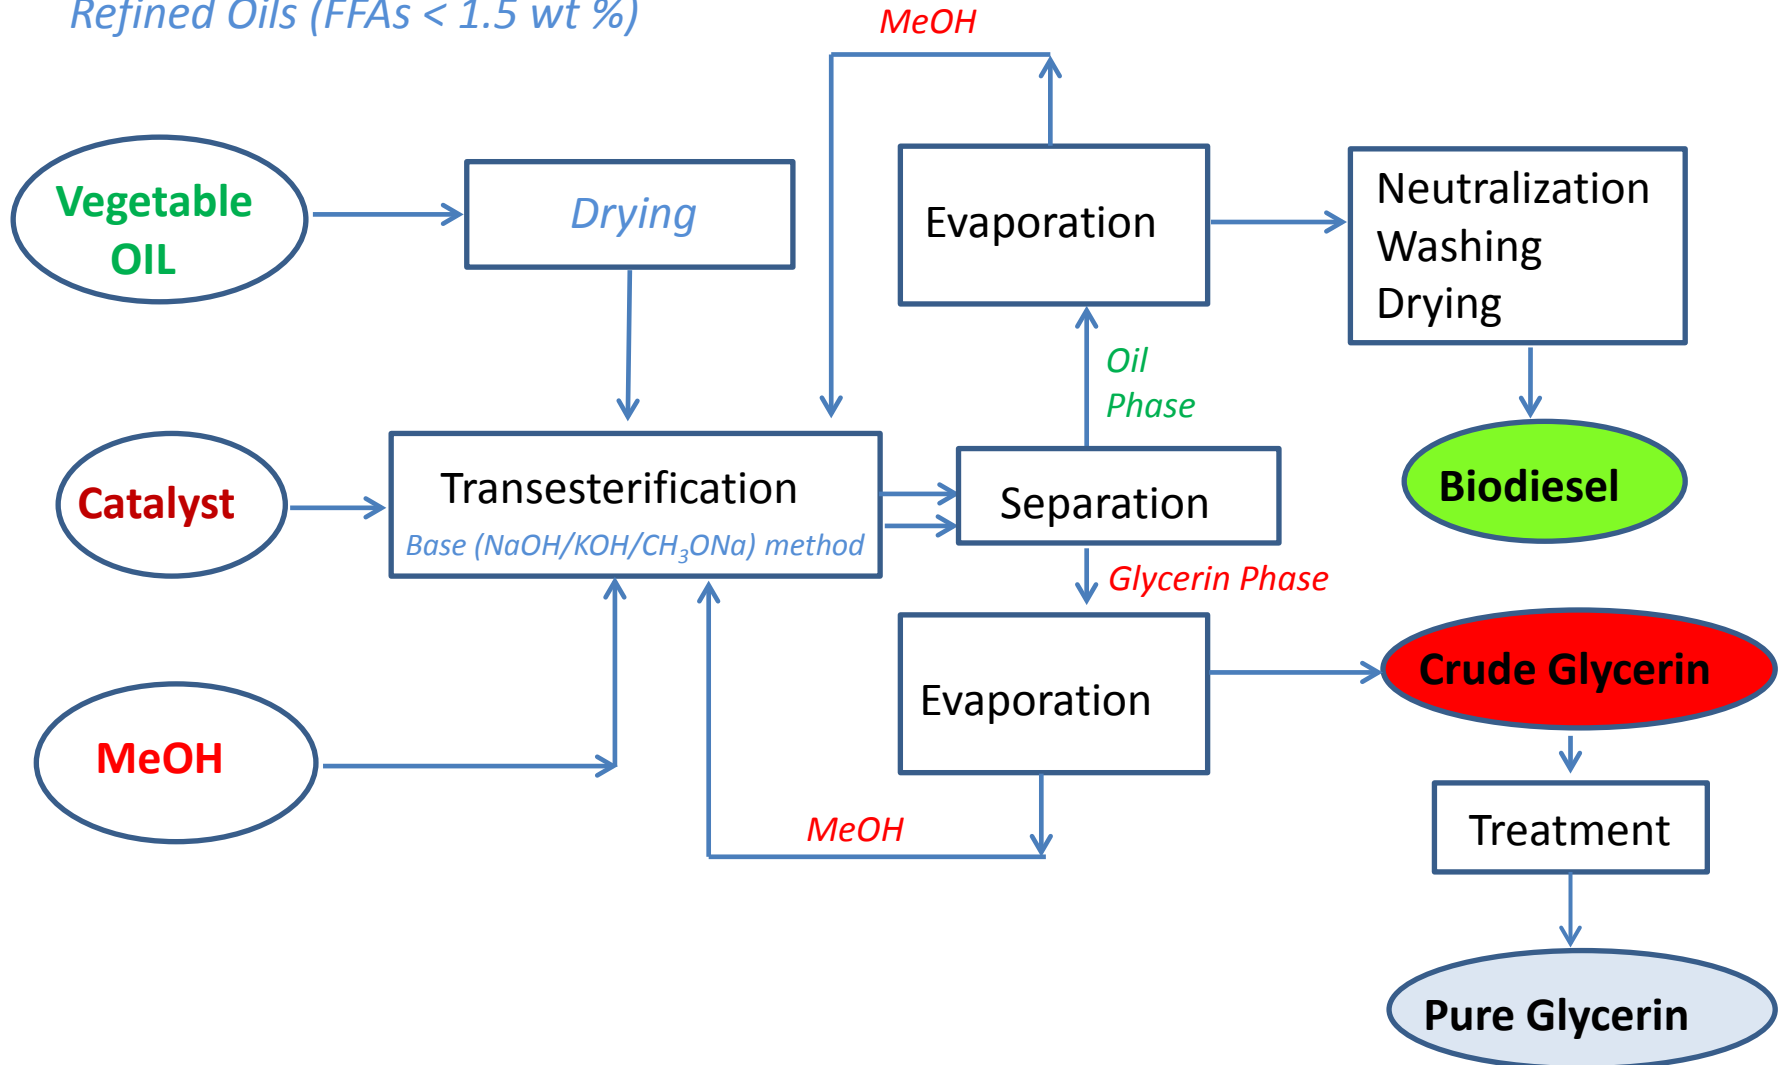 Refined Oils (FFAs < 1.5 wt %)
MeOH
Vegetable
OIL
Drying
Evaporation
Neutralization
Washing
Drying
Oil
Phase
Catalyst
Transesterification
Base (NaOH/KOH/CH₃ONa) method
Separation
Biodiesel
Glycerin Phase
MeOH
Evaporation
Crude Glycerin
MeOH
Treatment
Pure Glycerin